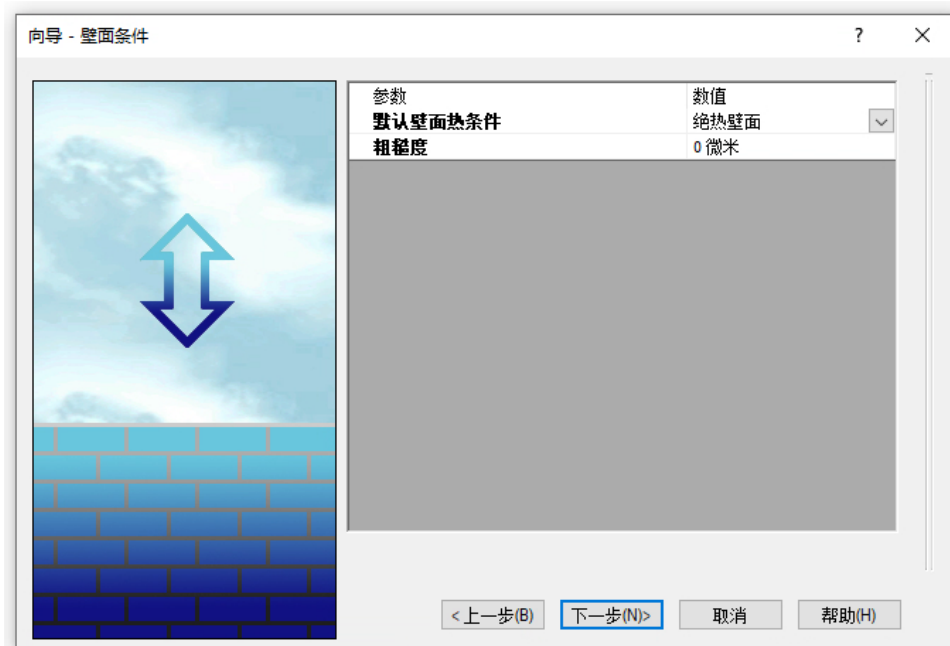 向导 - 壁面条件 ? ×
参数 数值
默认壁面热条件 绝热壁面
粗糙度 0 微米
<上一步(B) 下一步(N)> 取消 帮助(H)